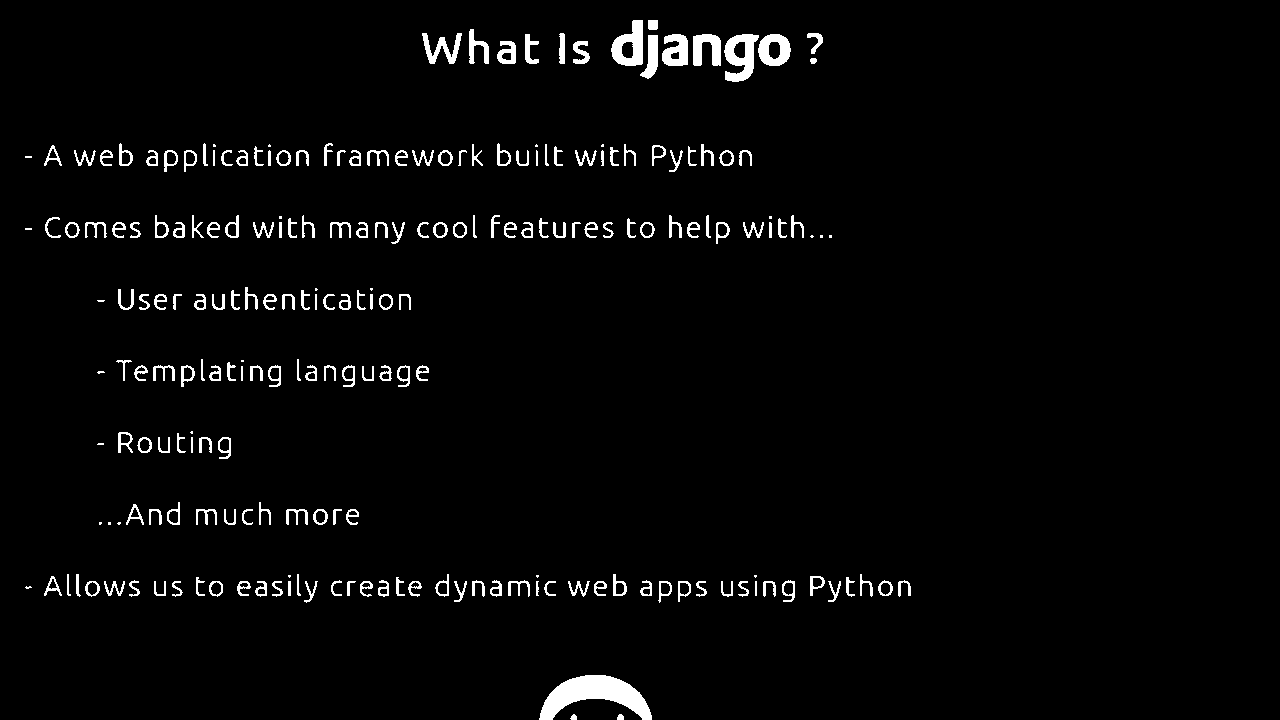 What Is django ?
- A web application framework built with Python
- Comes baked with many cool features to help with...
- User authentication
- Templating language
- Routing
...And much more
- Allows us to easily create dynamic web apps using Python